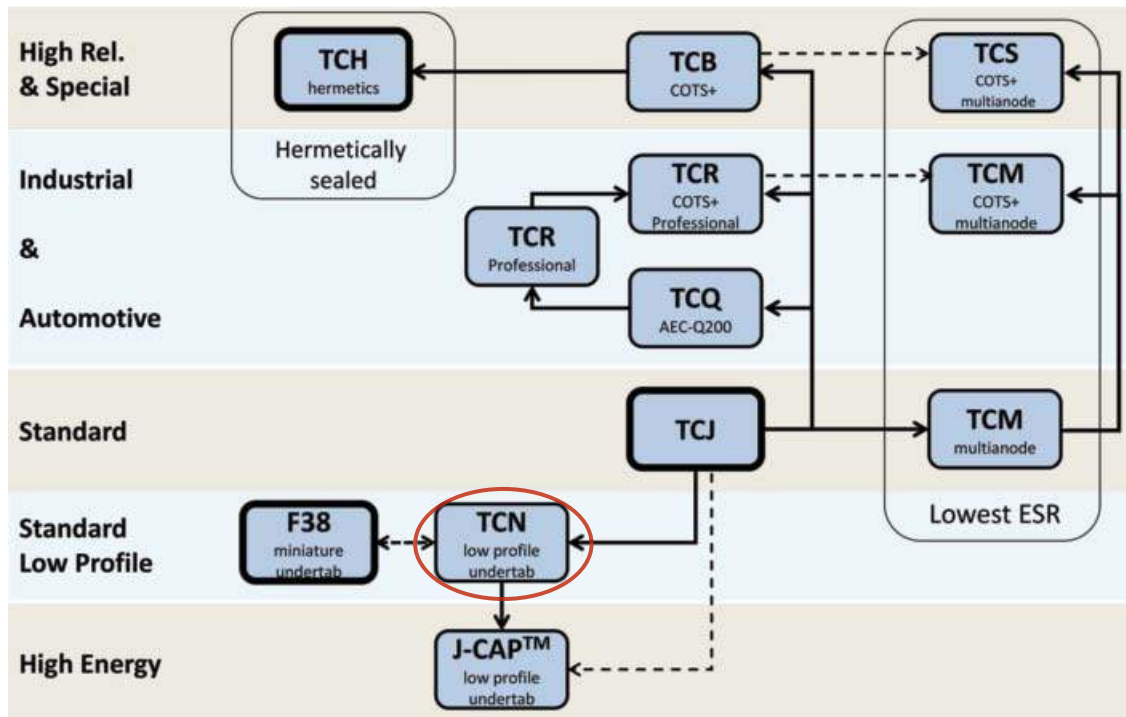 High Rel.
& Special
TCH
hermetics
TCB
COTS+
TCS
COTS+
multianode
Hermetically
sealed
Industrial
&
Automotive
TCR
COTS+
Professional
TCM
COTS+
multianode
TCR
Professional
TCQ
AEC-Q200
Standard
TCJ
TCM
multianode
Lowest ESR
Standard
Low Profile
F38
miniature
undertab
TCN
low profile
undertab
High Energy
J-CAP™
low profile
undertab